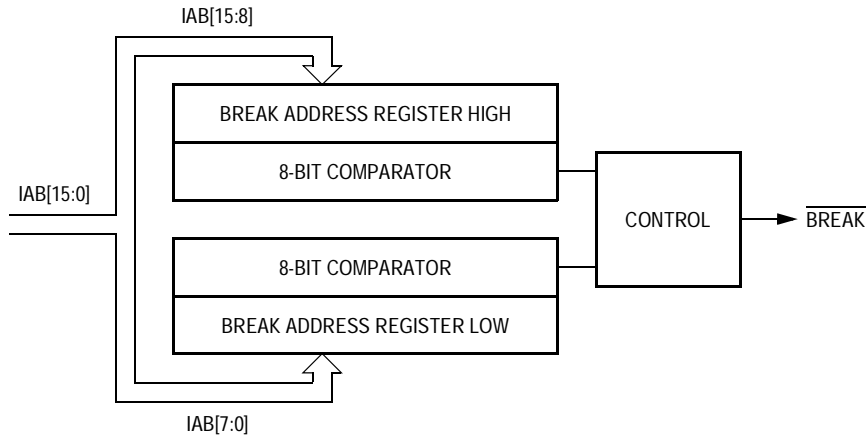 IAB[15:8]
BREAK ADDRESS REGISTER HIGH
8-BIT COMPARATOR
IAB[15:0]
CONTROL
BREAK
8-BIT COMPARATOR
BREAK ADDRESS REGISTER LOW
IAB[7:0]